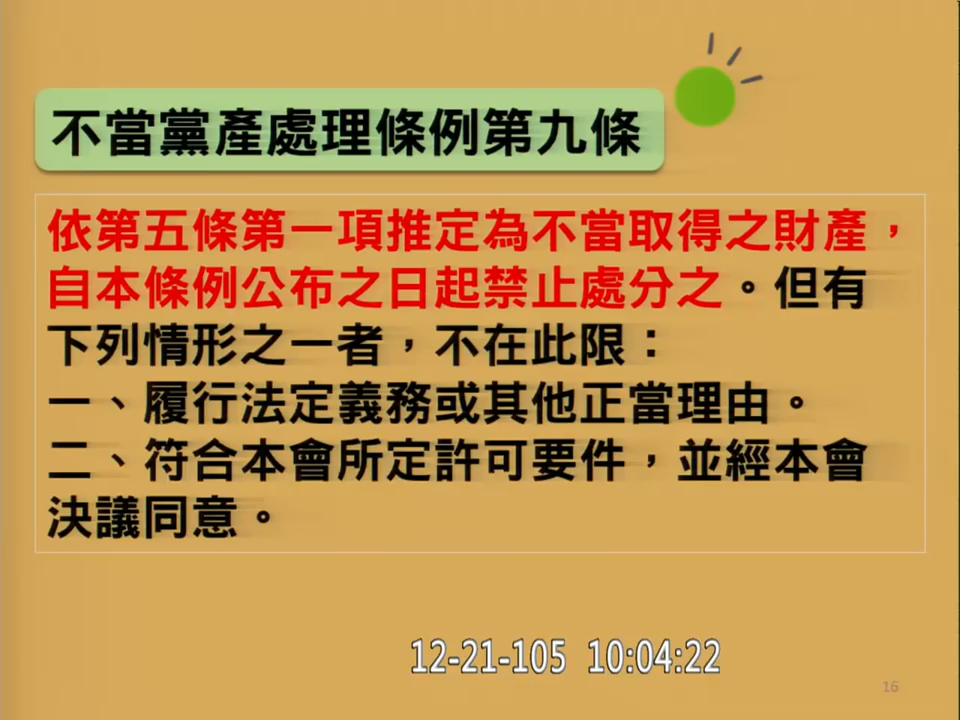 不當黨產處理條例第九條
依第五條第一項推定為不當取得之財產，
自本條例公布之日起禁止處分之。但有
下列情形之一者，不在此限：
一、履行法定義務或其他正當理由。
二、符合本會所定許可要件，並經本會
決議同意。
12-21-105 10:04:22
16